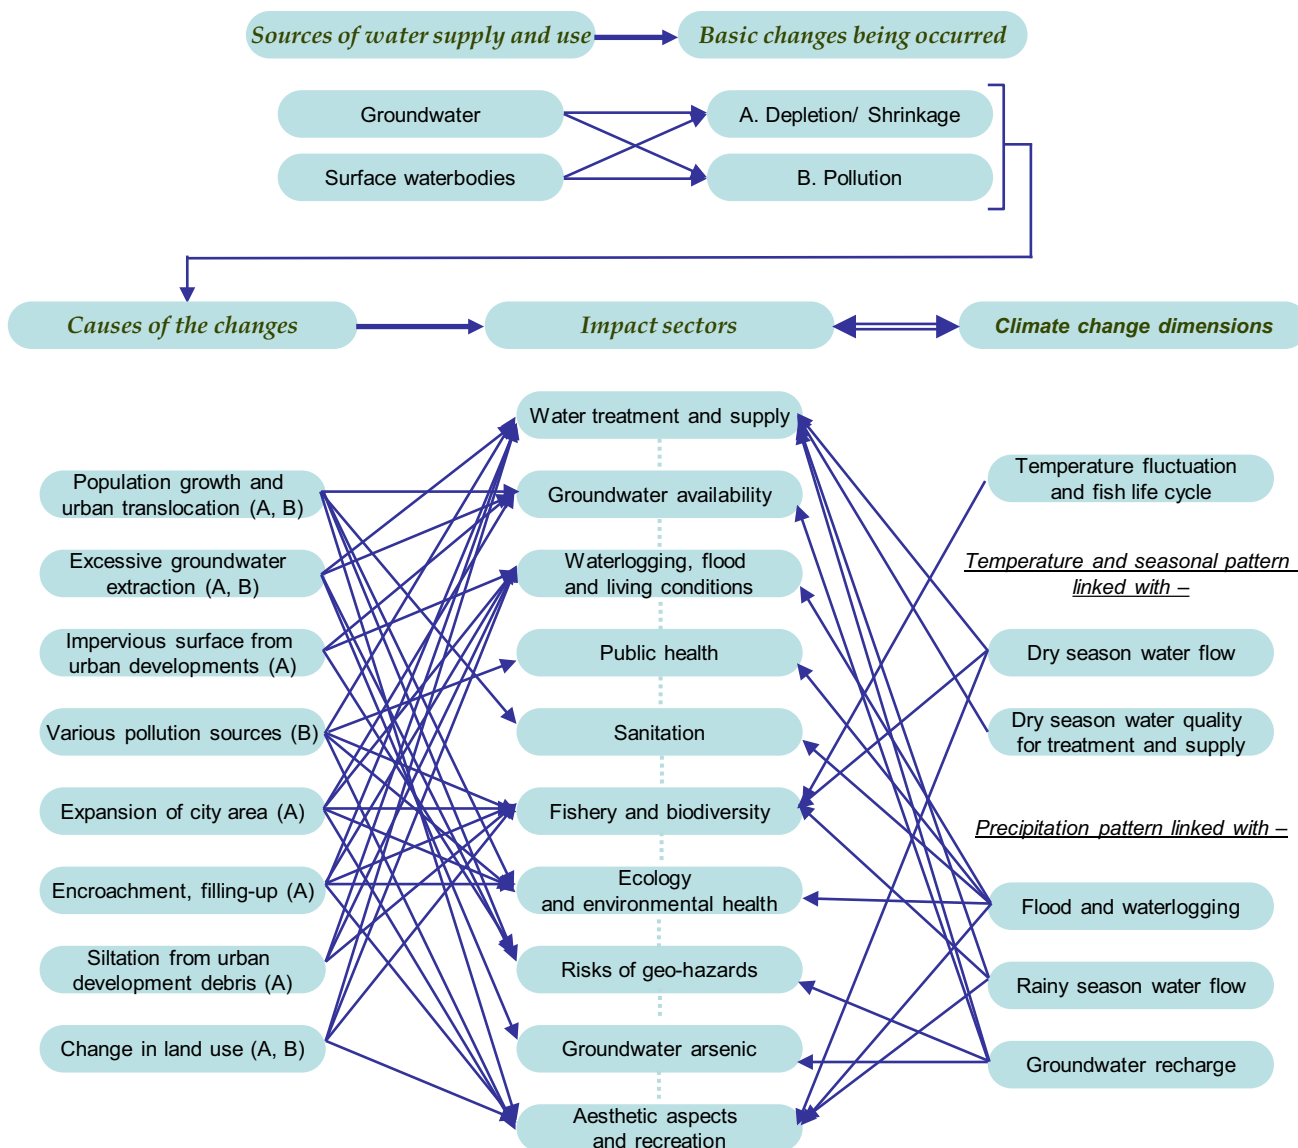 Sources of water supply and use
Basic changes being occurred
Groundwater
A. Depletion/ Shrinkage
Surface waterbodies
B. Pollution
Causes of the changes
Impact sectors
Climate change dimensions
Water treatment and supply
Groundwater availability
Waterlogging, flood
and living conditions
Public health
Sanitation
Fishery and biodiversity
Ecology
and environmental health
Risks of geo-hazards
Groundwater arsenic
Aesthetic aspects
and recreation
Population growth and
urban translocation (A, B)
Excessive groundwater
extraction (A, B)
Impervious surface from
urban developments (A)
Various pollution sources (B)
Expansion of city area (A)
Encroachment, filling-up (A)
Siltation from urban
development debris (A)
Change in land use (A, B)
Temperature fluctuation
and fish life cycle
Temperature and seasonal pattern
linked with –
Dry season water flow
Dry season water quality
for treatment and supply
Precipitation pattern linked with –
Flood and waterlogging
Rainy season water flow
Groundwater recharge